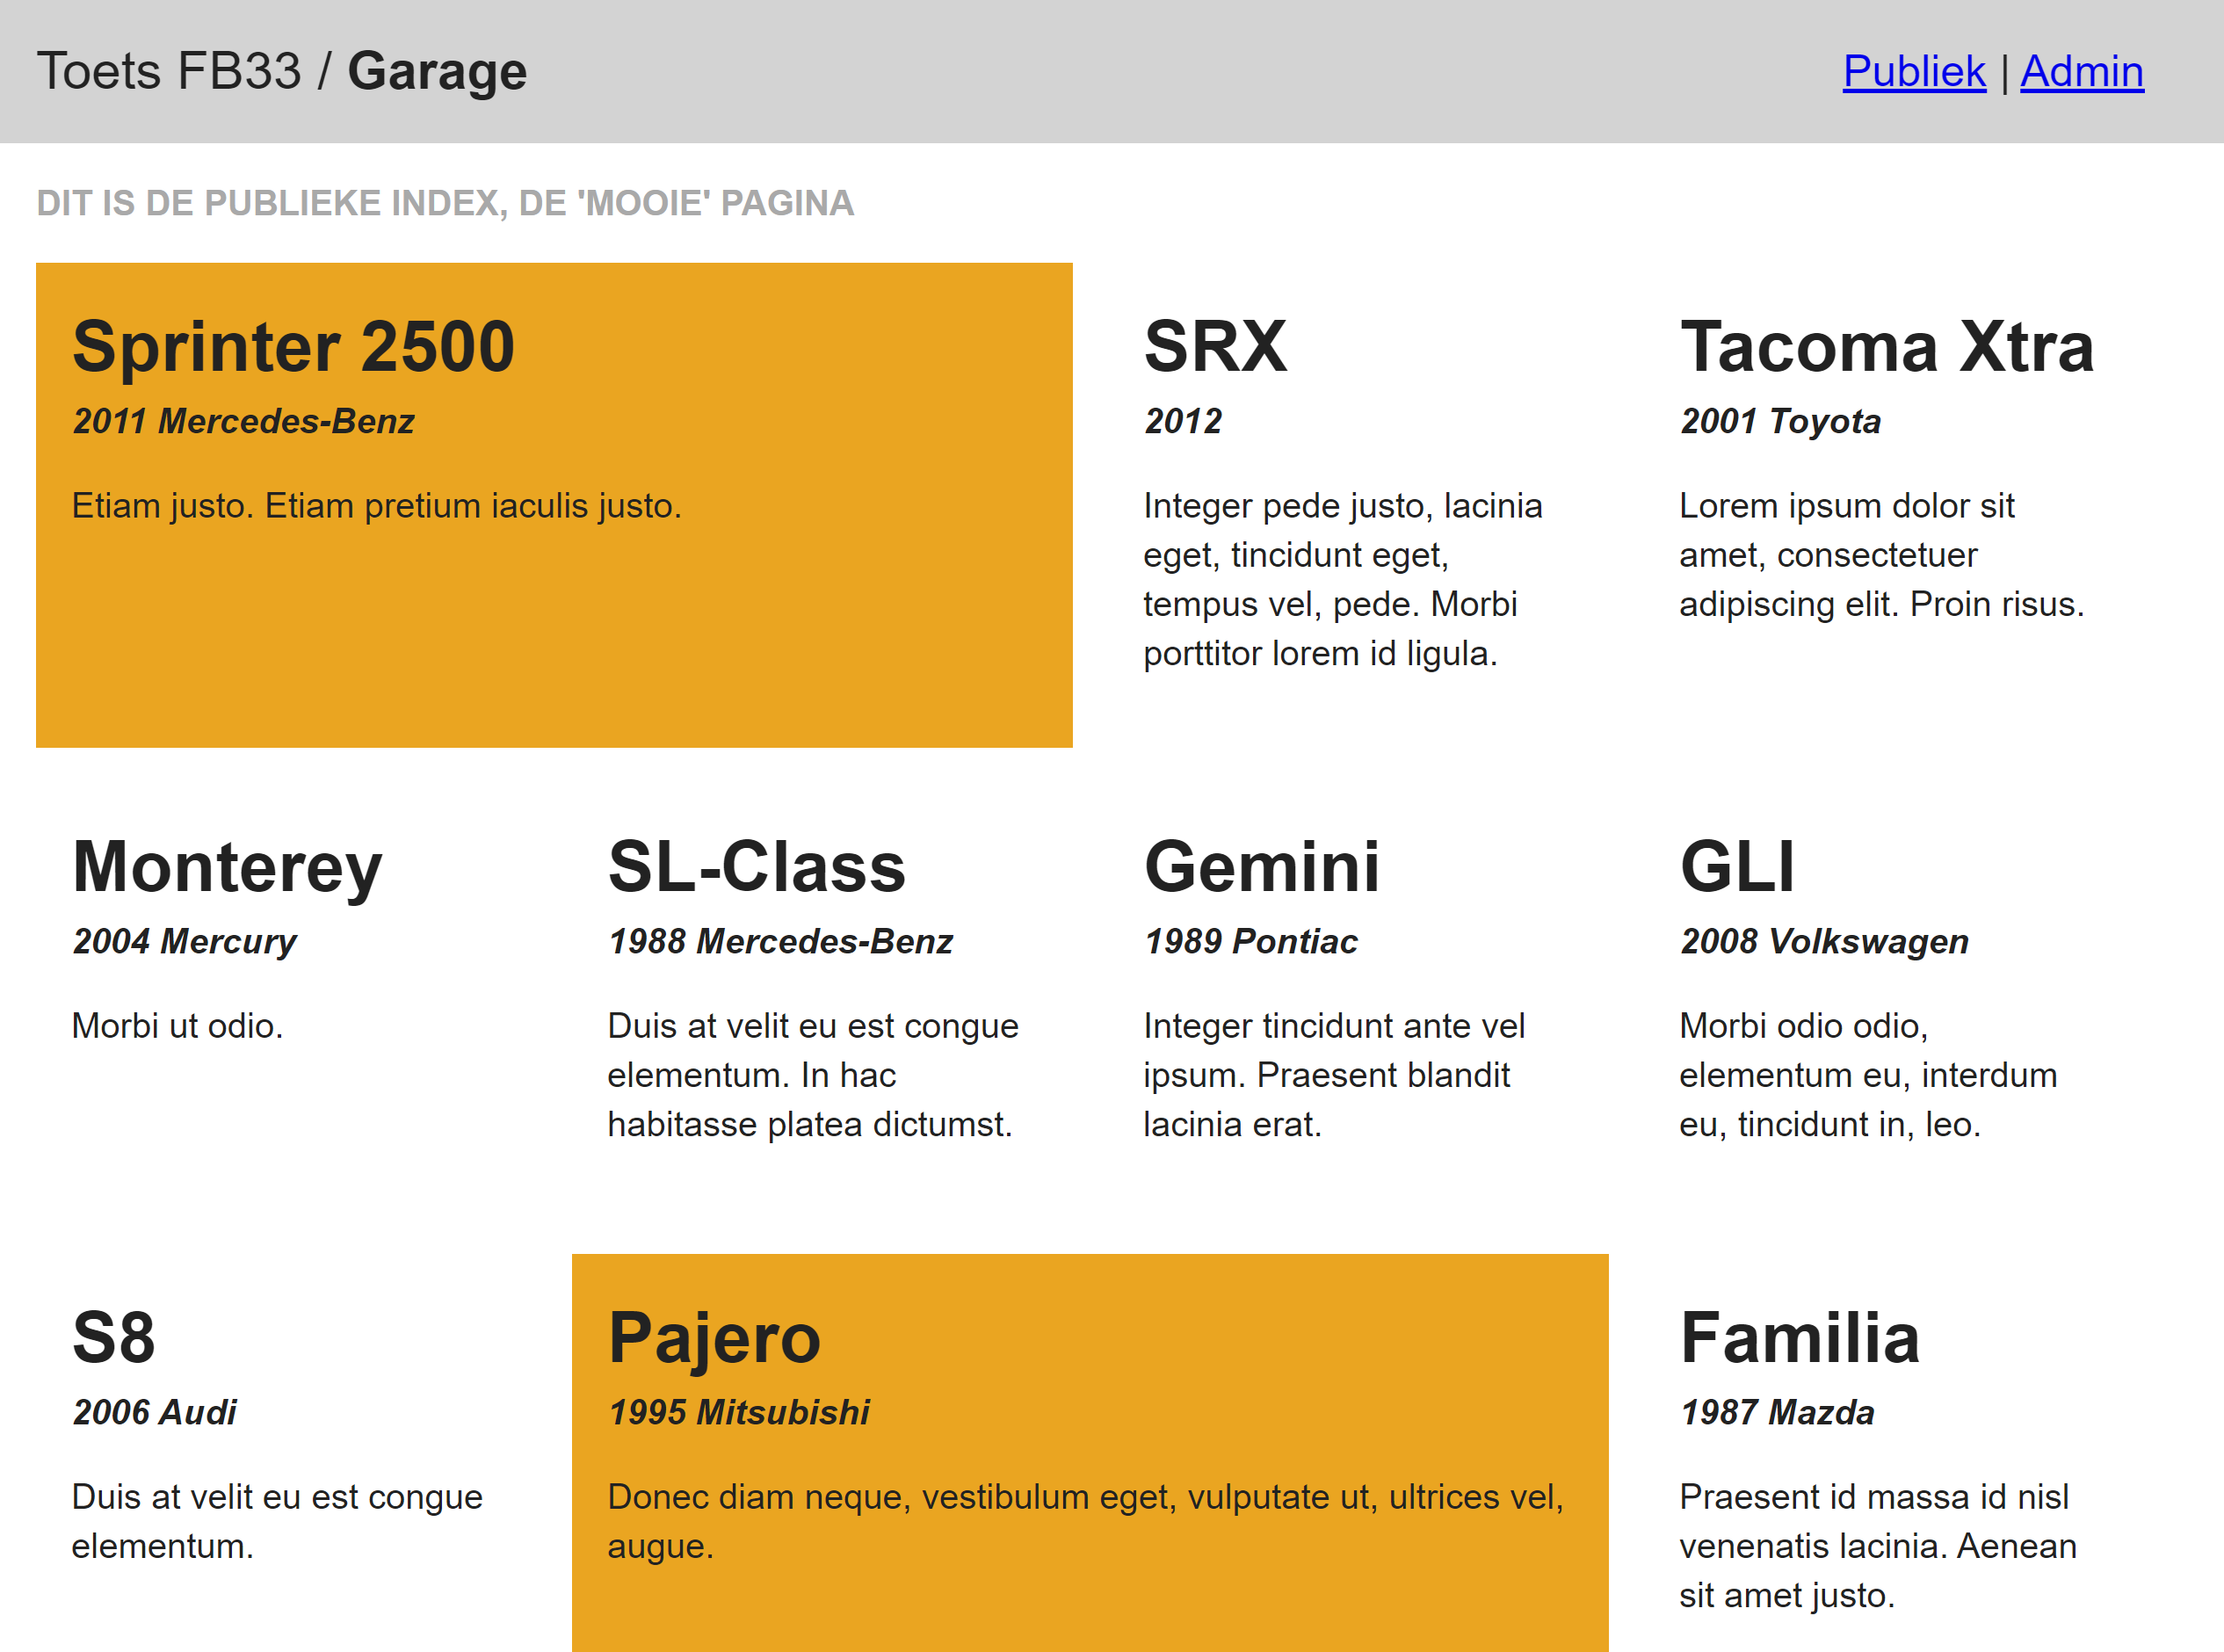 Toets FB33 / Garage
Publiek | Admin
DIT IS DE PUBLIEKE INDEX, DE 'MOOIE' PAGINA
Sprinter 2500
2011 Mercedes-Benz
Etiam justo. Etiam pretium iaculis justo.
SRX
2012
Integer pede justo, lacinia
eget, tincidunt eget,
tempus vel, pede. Morbi
porttitor lorem id ligula.
Tacoma Xtra
2001 Toyota
Lorem ipsum dolor sit
amet, consectetuer
adipiscing elit. Proin risus.
Monterey
2004 Mercury
Morbi ut odio.
SL-Class
1988 Mercedes-Benz
Duis at velit eu est congue
elementum. In hac
habitasse platea dictumst.
Gemini
1989 Pontiac
Integer tincidunt ante vel
ipsum. Praesent blandit
lacinia erat.
GLI
2008 Volkswagen
Morbi odio odio,
elementum eu, interdum
eu, tincidunt in, leo.
S8
2006 Audi
Duis at velit eu est congue
elementum.
Pajero
1995 Mitsubishi
Donec diam neque, vestibulum eget, vulputate ut, ultrices vel,
augue.
Familia
1987 Mazda
Praesent id massa id nisl
venenatis lacinia. Aenean
sit amet justo.